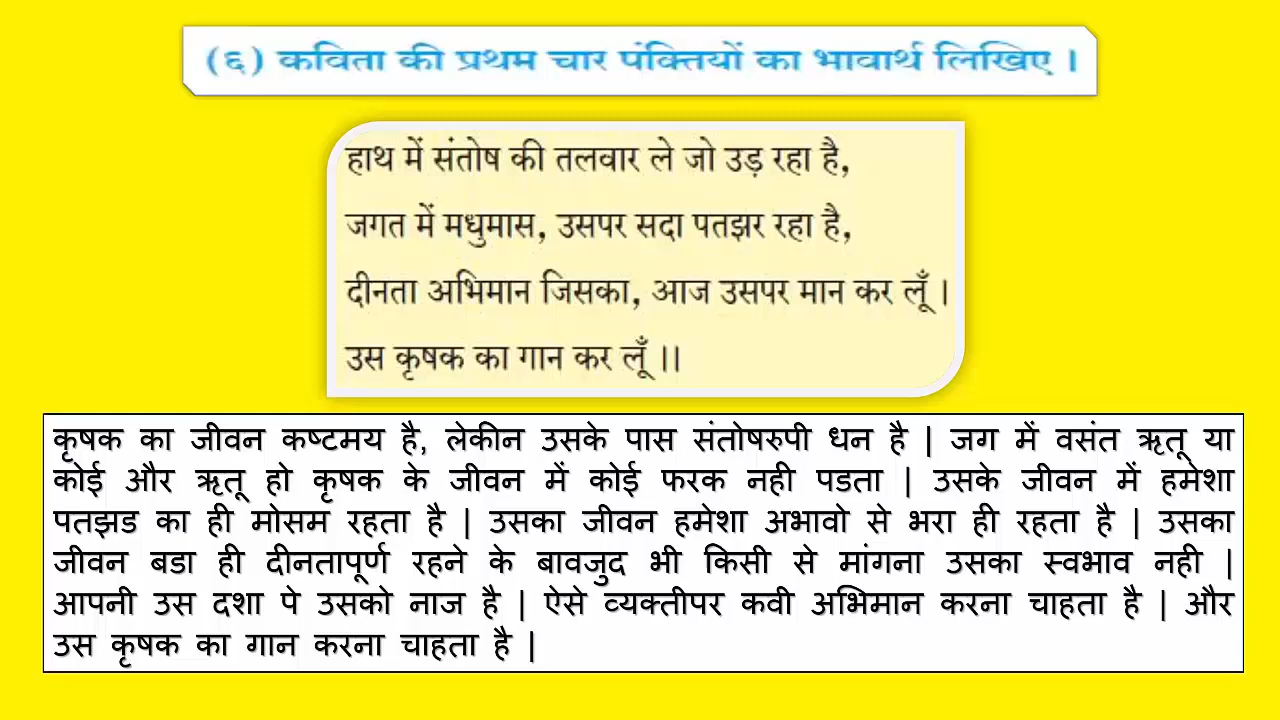 (६) कविता की प्रथम चार पंक्तियों का भावार्थ लिखिए ।
हाथ में संतोष की तलवार ले जो उड़ रहा है,
जगत में मधुमास, उसपर सदा पतझर रहा है,
दीनता अभिमान जिसका, आज उसपर मान कर लूँ ।
उस कृषक का गान कर लूँ ।।
कृषक का जीवन कष्टमय है, लेकीन उसके पास संतोषरुपी धन है | जग में वसंत ऋतू या
कोई और ऋतू हो कृषक के जीवन में कोई फरक नही पडता | उसके जीवन में हमेशा
पतझड का ही मोसम रहता है | उसका जीवन हमेशा अभावो से भरा ही रहता है | उसका
जीवन बडा ही दीनतापूर्ण रहने के बावजुद भी किसी से मांगना उसका स्वभाव नही |
आपनी उस दशा पे उसको नाज है | ऐसे व्यक्तीपर कवी अभिमान करना चाहता है | और
उस कृषक का गान करना चाहता है |